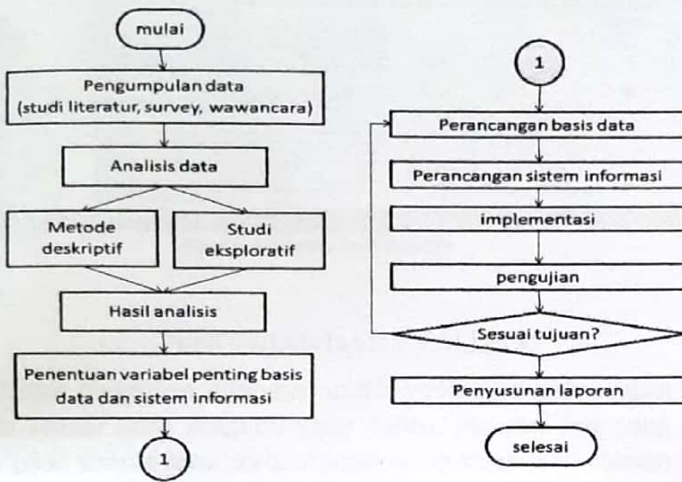 mulai
Pengumpulan data
(studi literatur, survey, wawancara)
Analisis data
Metode
deskriptif
Studi
eksploratif
Hasil analisis
Penentuan variabel penting basis
data dan sistem informasi
1
1
Perancangan basis data
Perancangan sistem informasi
implementasi
pengujian
Sesuai tujuan?
Penyusunan laporan
selesai